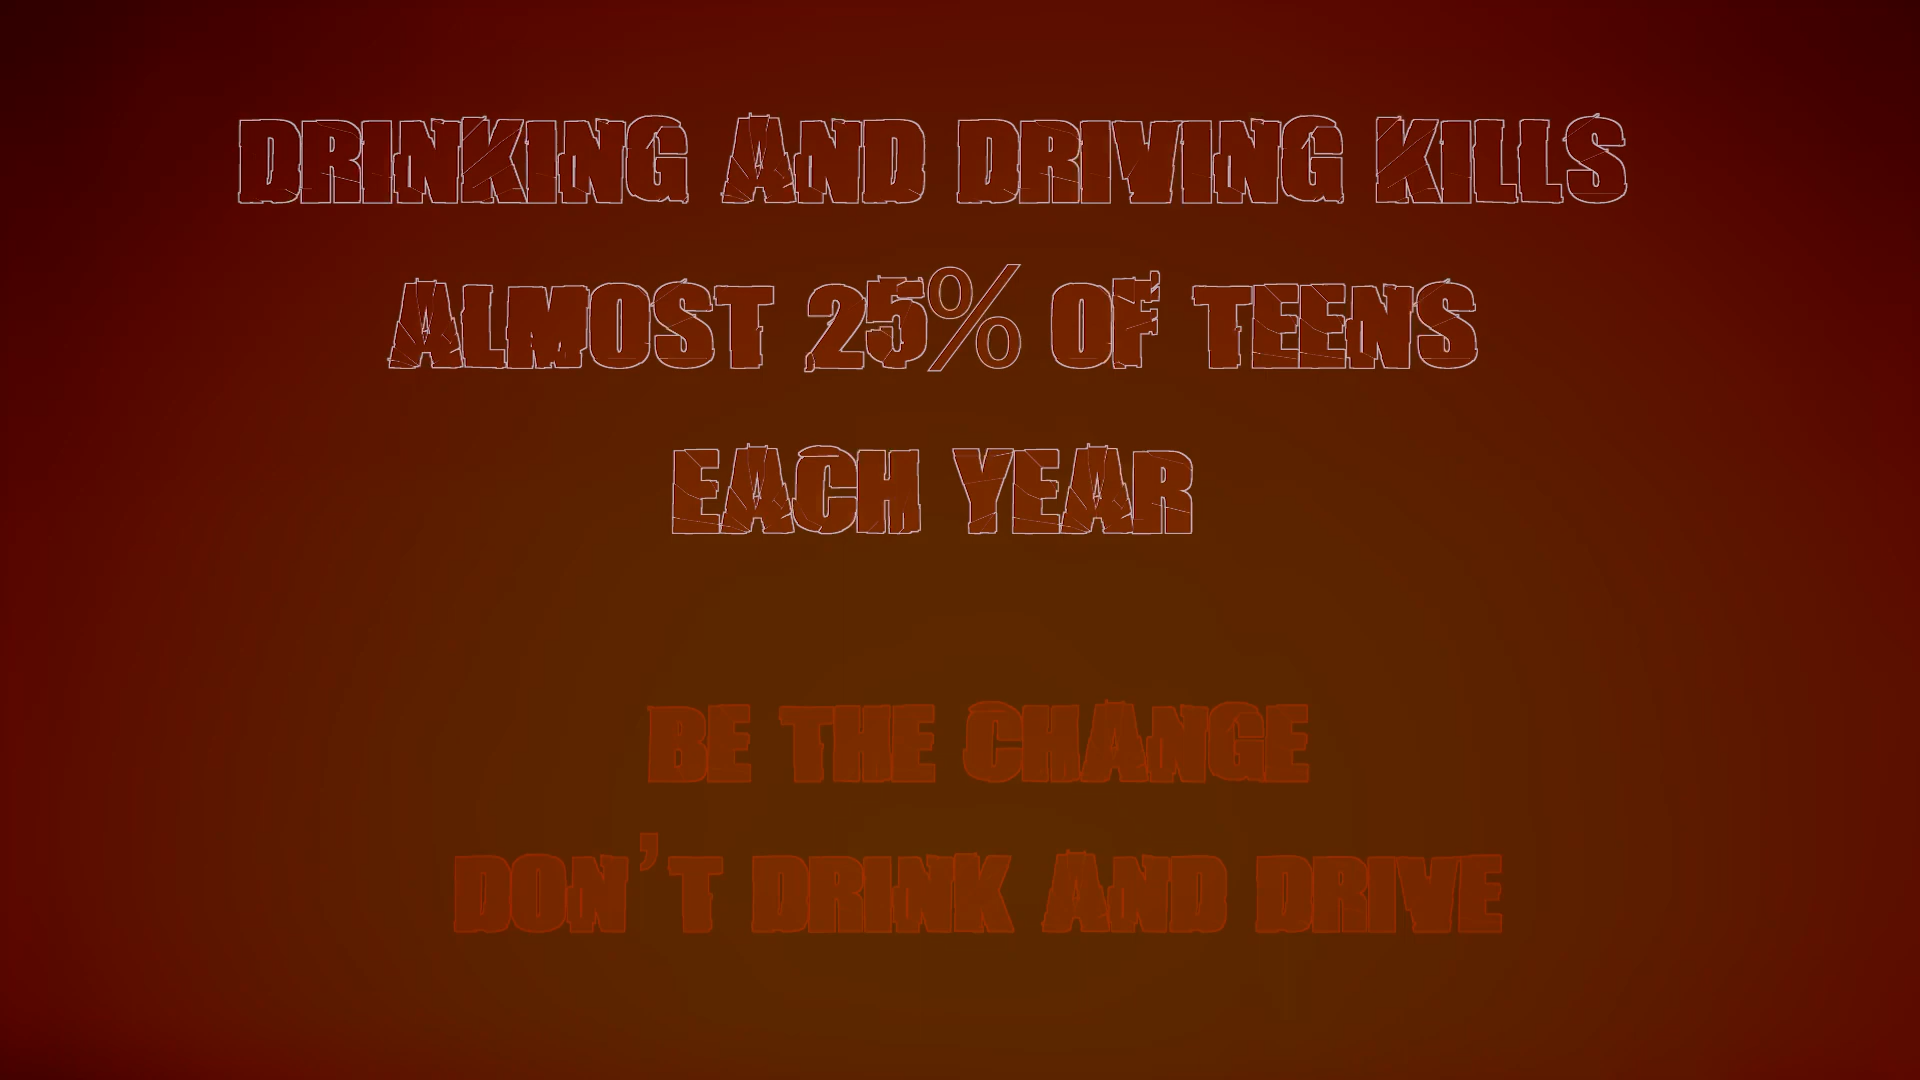 DRINKING AND DRIVING KILLS
ALMOST 25% OF TEENS
EACH YEAR
BE THE CHANGE
DON'T DRINK AND DRIVE